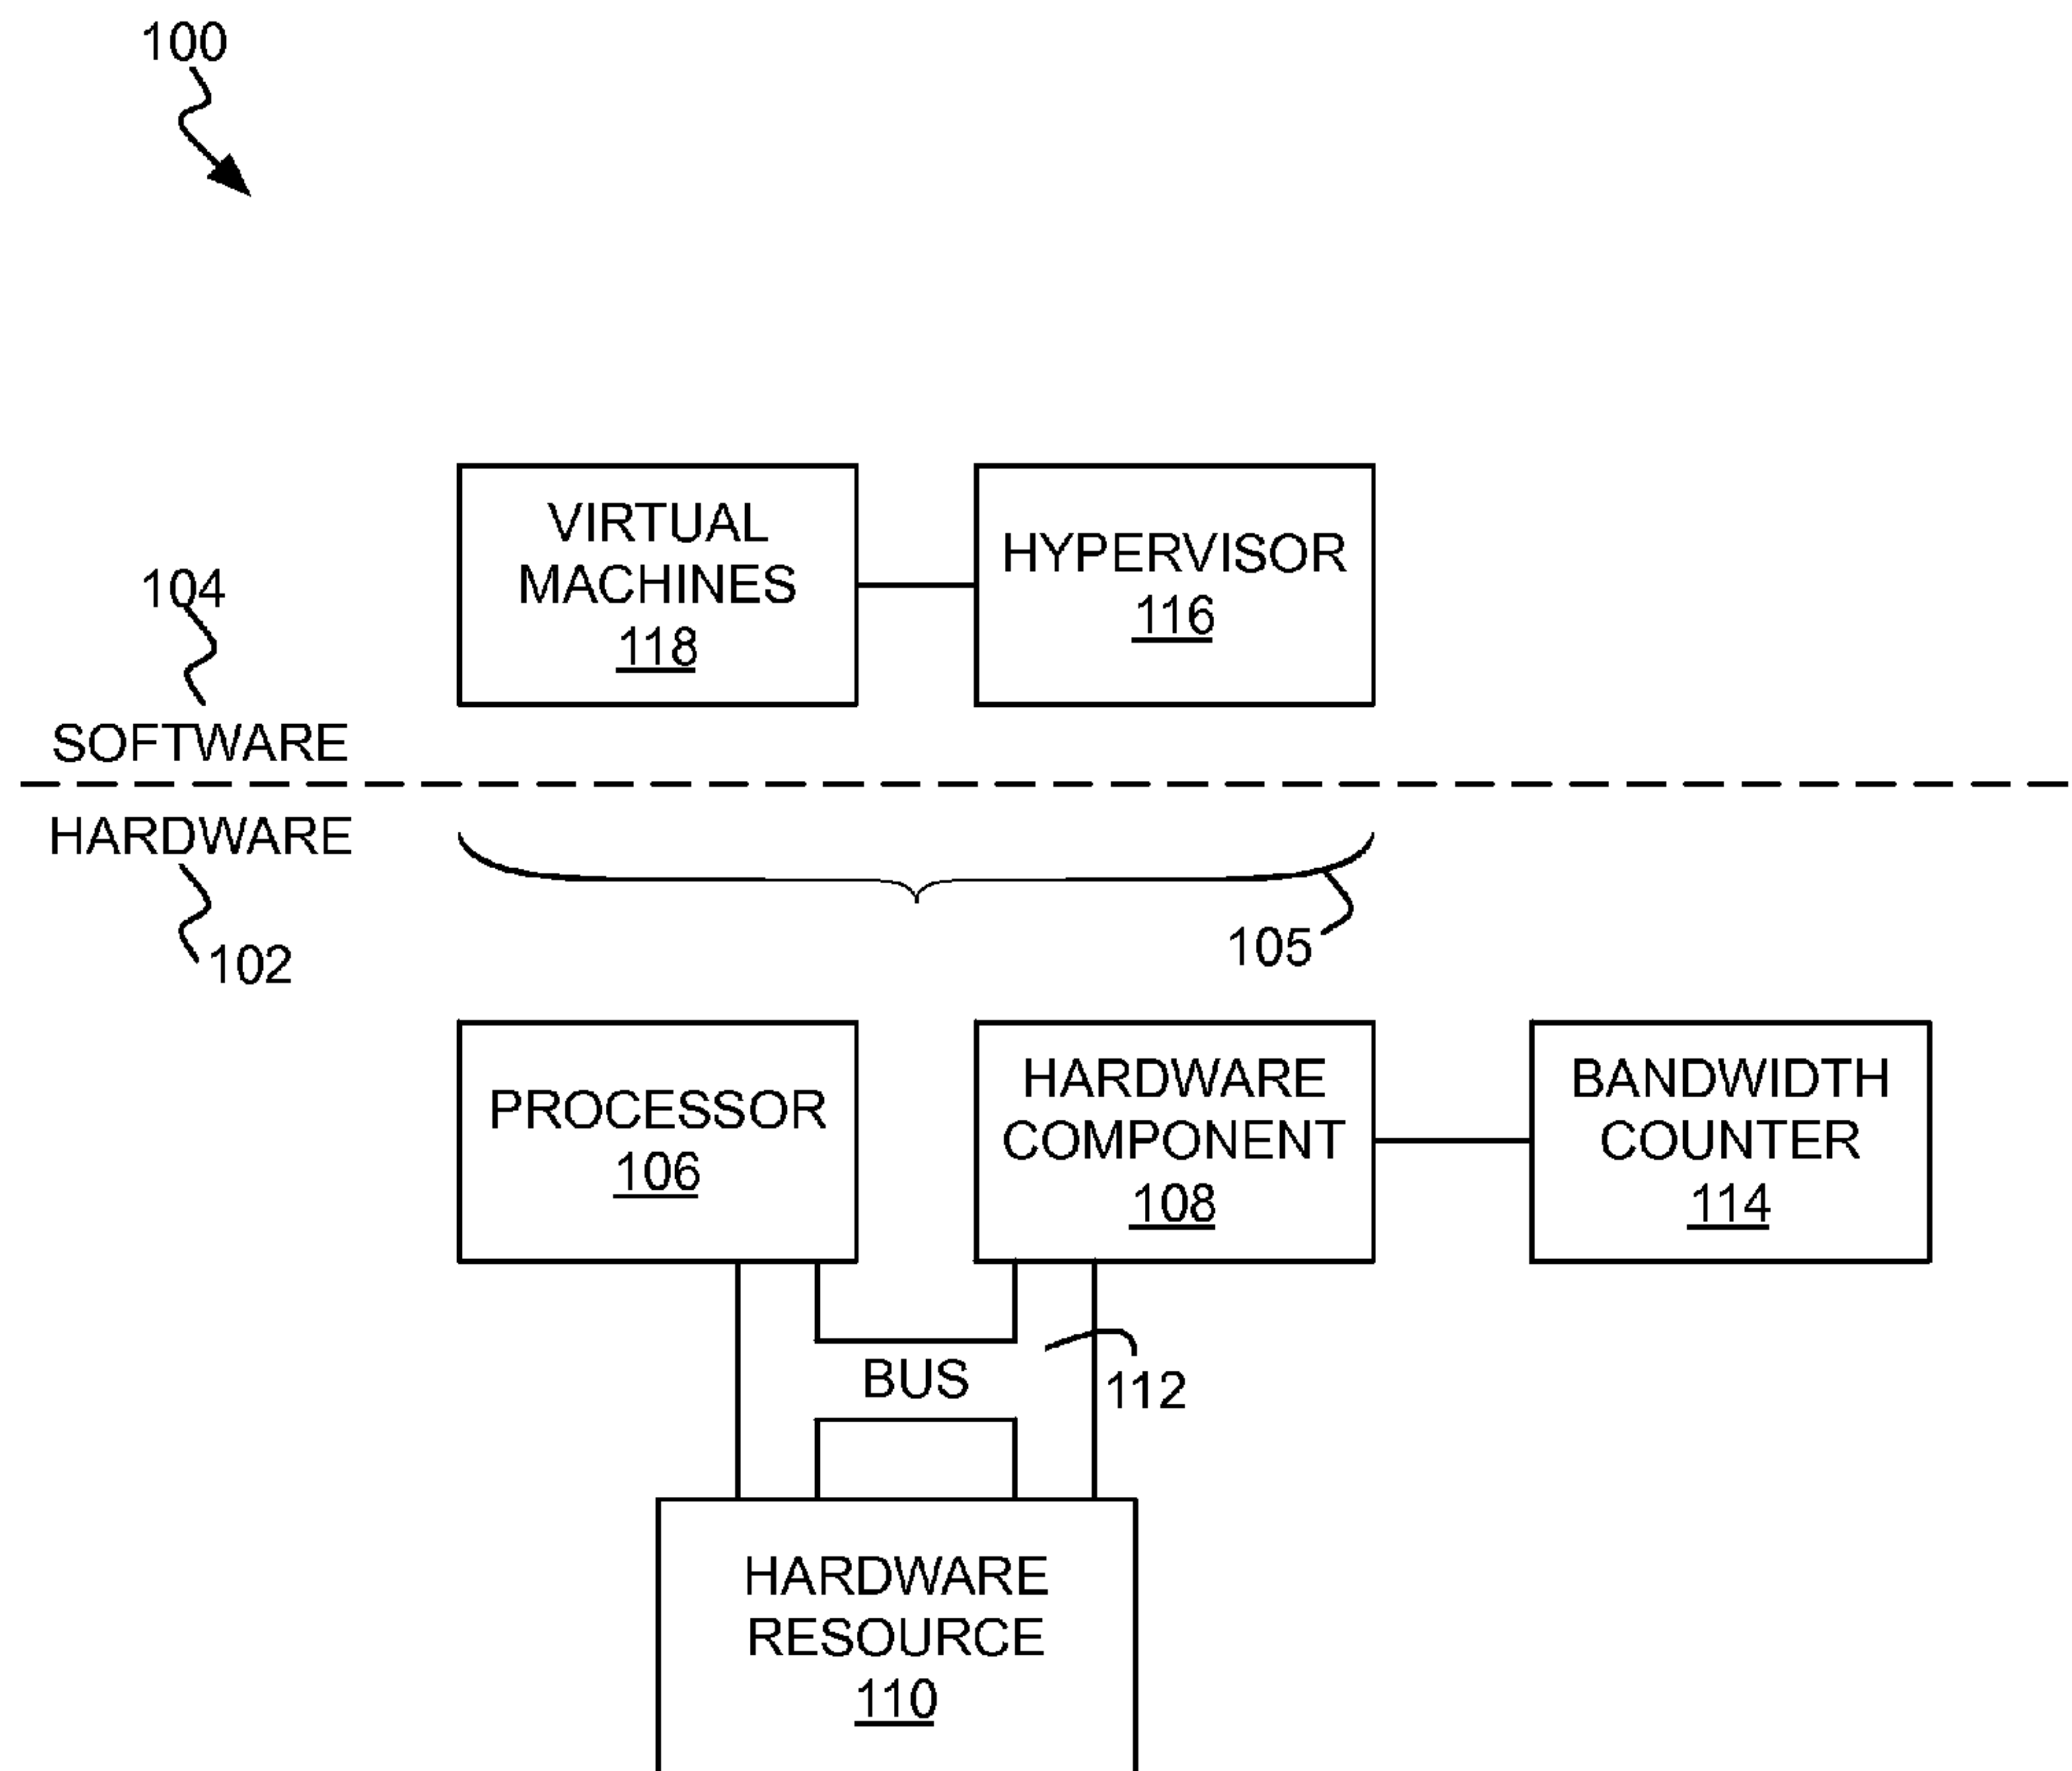 100
VIRTUAL
MACHINES
118
HYPERVISOR
116
104
SOFTWARE
HARDWARE
102
105
PROCESSOR
106
HARDWARE
COMPONENT
108
BANDWIDTH
COUNTER
114
BUS
112
HARDWARE
RESOURCE
110